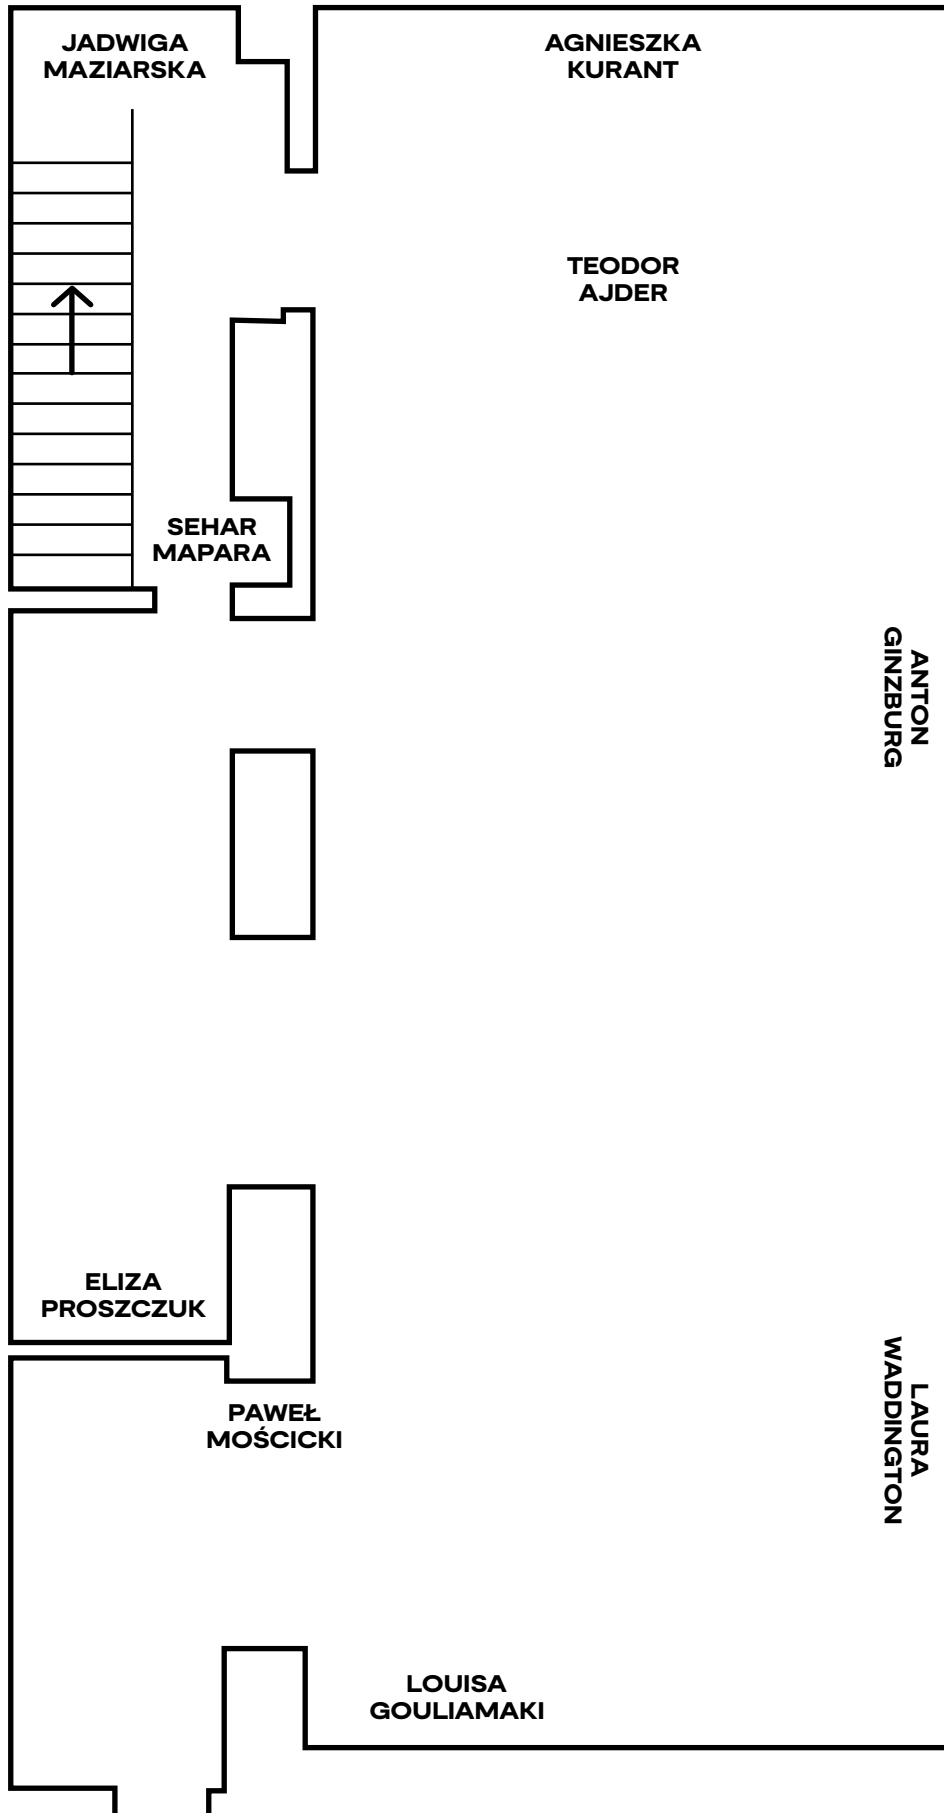 JADWIGA
MAZIARSKA
AGNIESZKA
KURANT
TEODOR
AJDER
SEHAR
MAPARA
ANTON
GINZBURG
ELIZA
PROSZCZUK
LAURA
WADDINGTON
PAWEŁ
MOŚCICKI
LOUISA
GOULIAMAKI